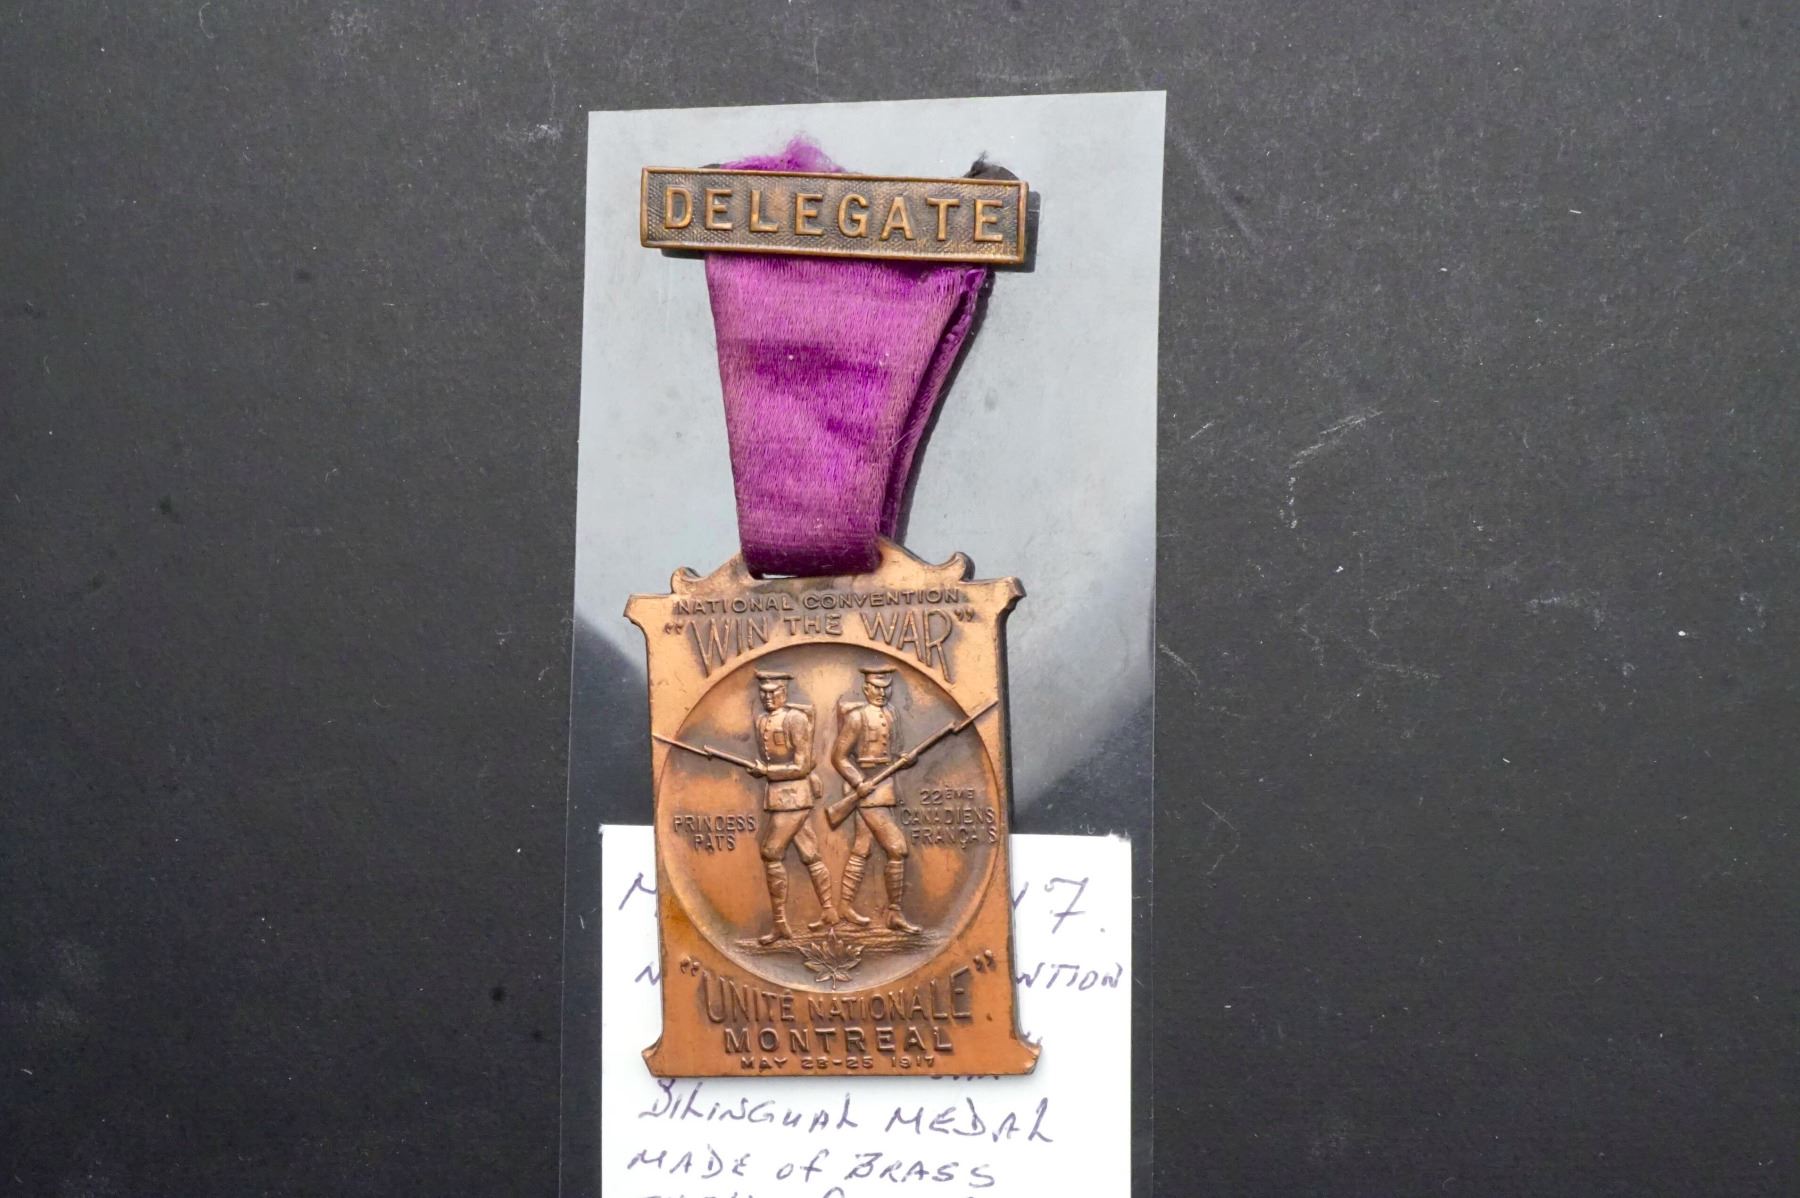 DELEGATE
NATIONAL CONVENTION
"WIN THE WAR"
PRINCESS
PATS
22ÈME
CANADIENS
FRANÇAIS
"UNITÉ NATIONALE"
MONTREAL
MAY 23-25 1917
BILINGUAL MEDAL
MADE of BRASS